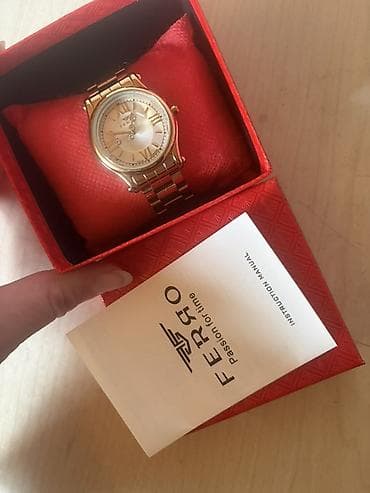 FERRO
Passion for time
INSTRUCTION MANUAL